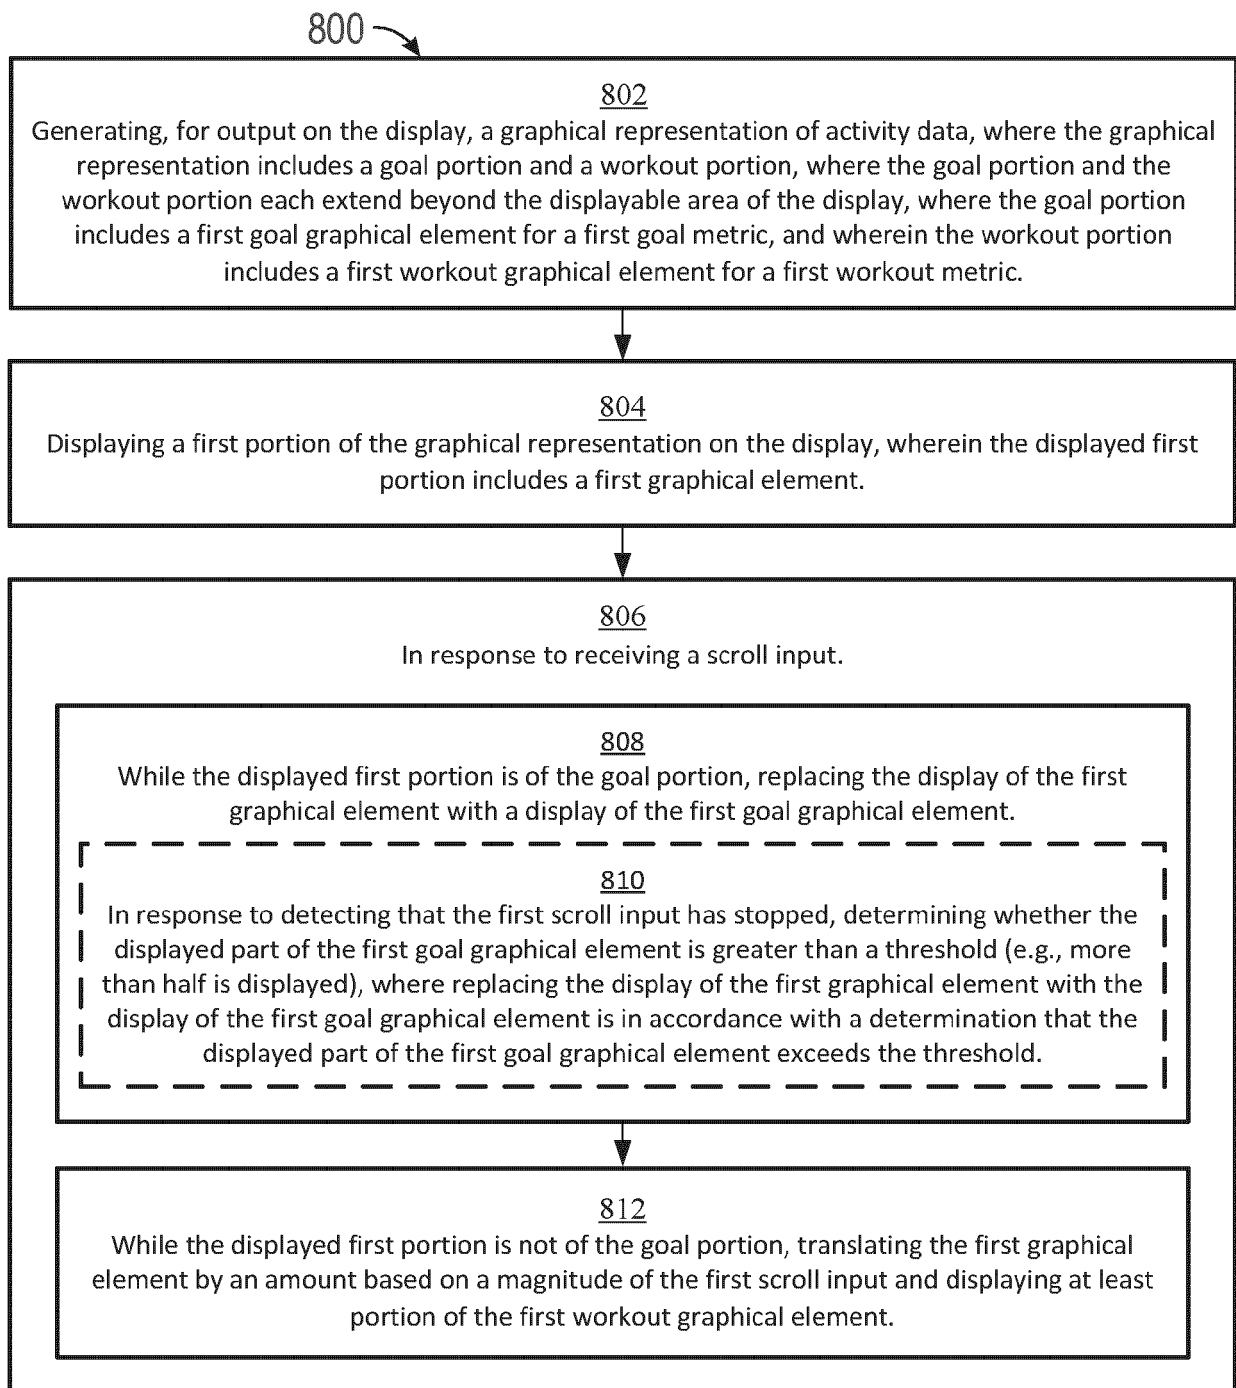 800
802
Generating, for output on the display, a graphical representation of activity data, where the graphical
representation includes a goal portion and a workout portion, where the goal portion and the
workout portion each extend beyond the displayable area of the display, where the goal portion
includes a first goal graphical element for a first goal metric, and wherein the workout portion
includes a first workout graphical element for a first workout metric.
804
Displaying a first portion of the graphical representation on the display, wherein the displayed first
portion includes a first graphical element.
806
In response to receiving a scroll input.
808
While the displayed first portion is of the goal portion, replacing the display of the first
graphical element with a display of the first goal graphical element.
810
In response to detecting that the first scroll input has stopped, determining whether the
displayed part of the first goal graphical element is greater than a threshold (e.g., more
than half is displayed), where replacing the display of the first graphical element with the
display of the first goal graphical element is in accordance with a determination that the
displayed part of the first goal graphical element exceeds the threshold.
812
While the displayed first portion is not of the goal portion, translating the first graphical
element by an amount based on a magnitude of the first scroll input and displaying at least
portion of the first workout graphical element.